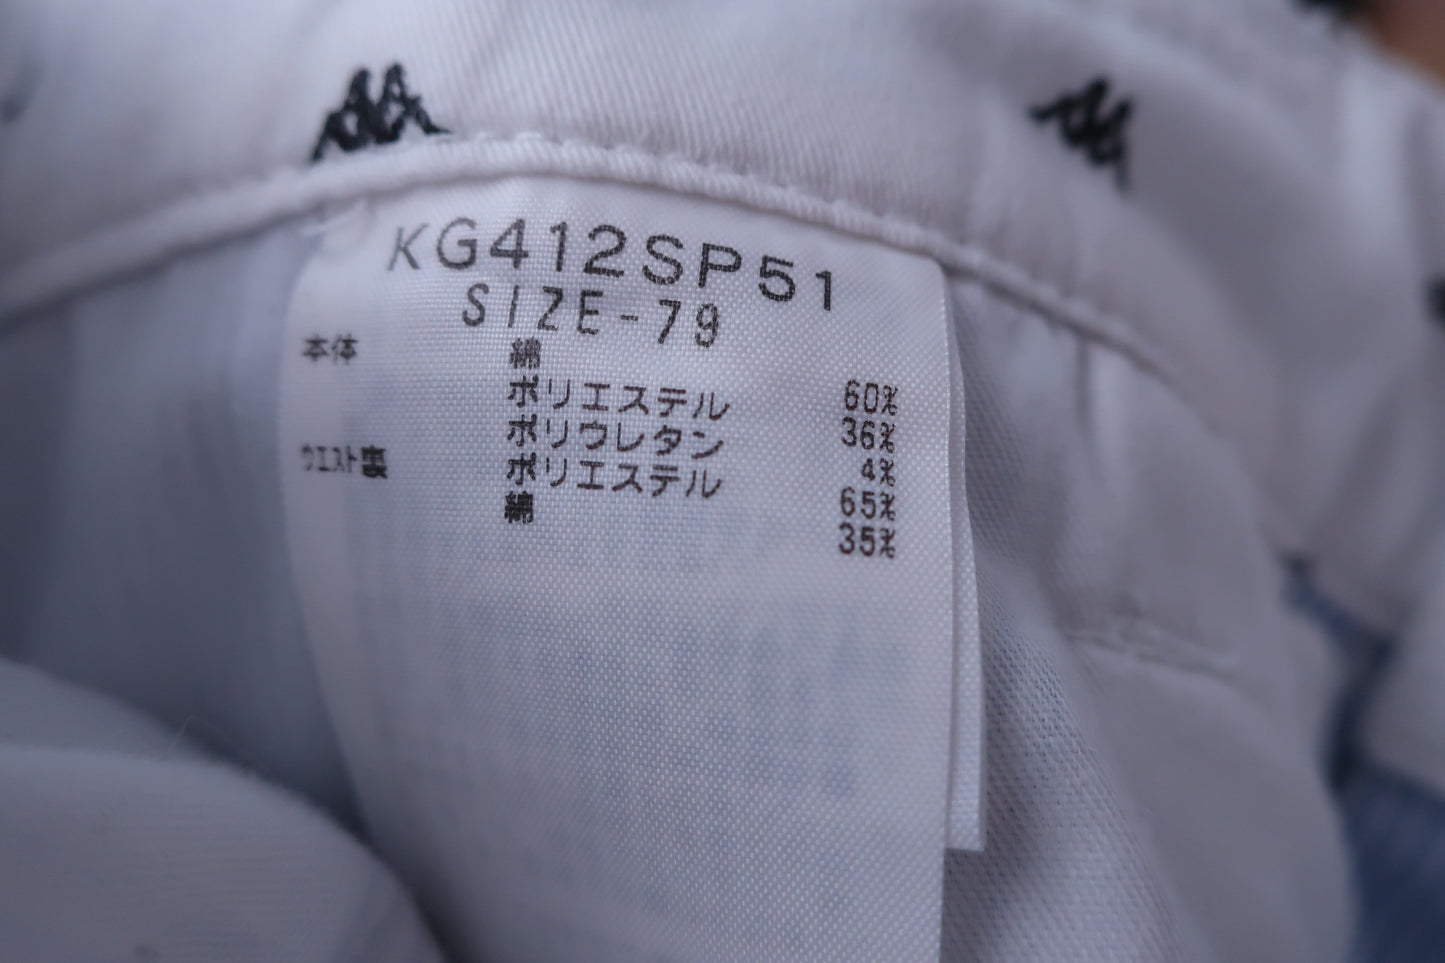 KG412SP51
SIZE-79
本体 綿 60%
ポリエステル 36%
ポリウレタン 4%
ウエスト裏 ポリエステル 65%
綿 35%